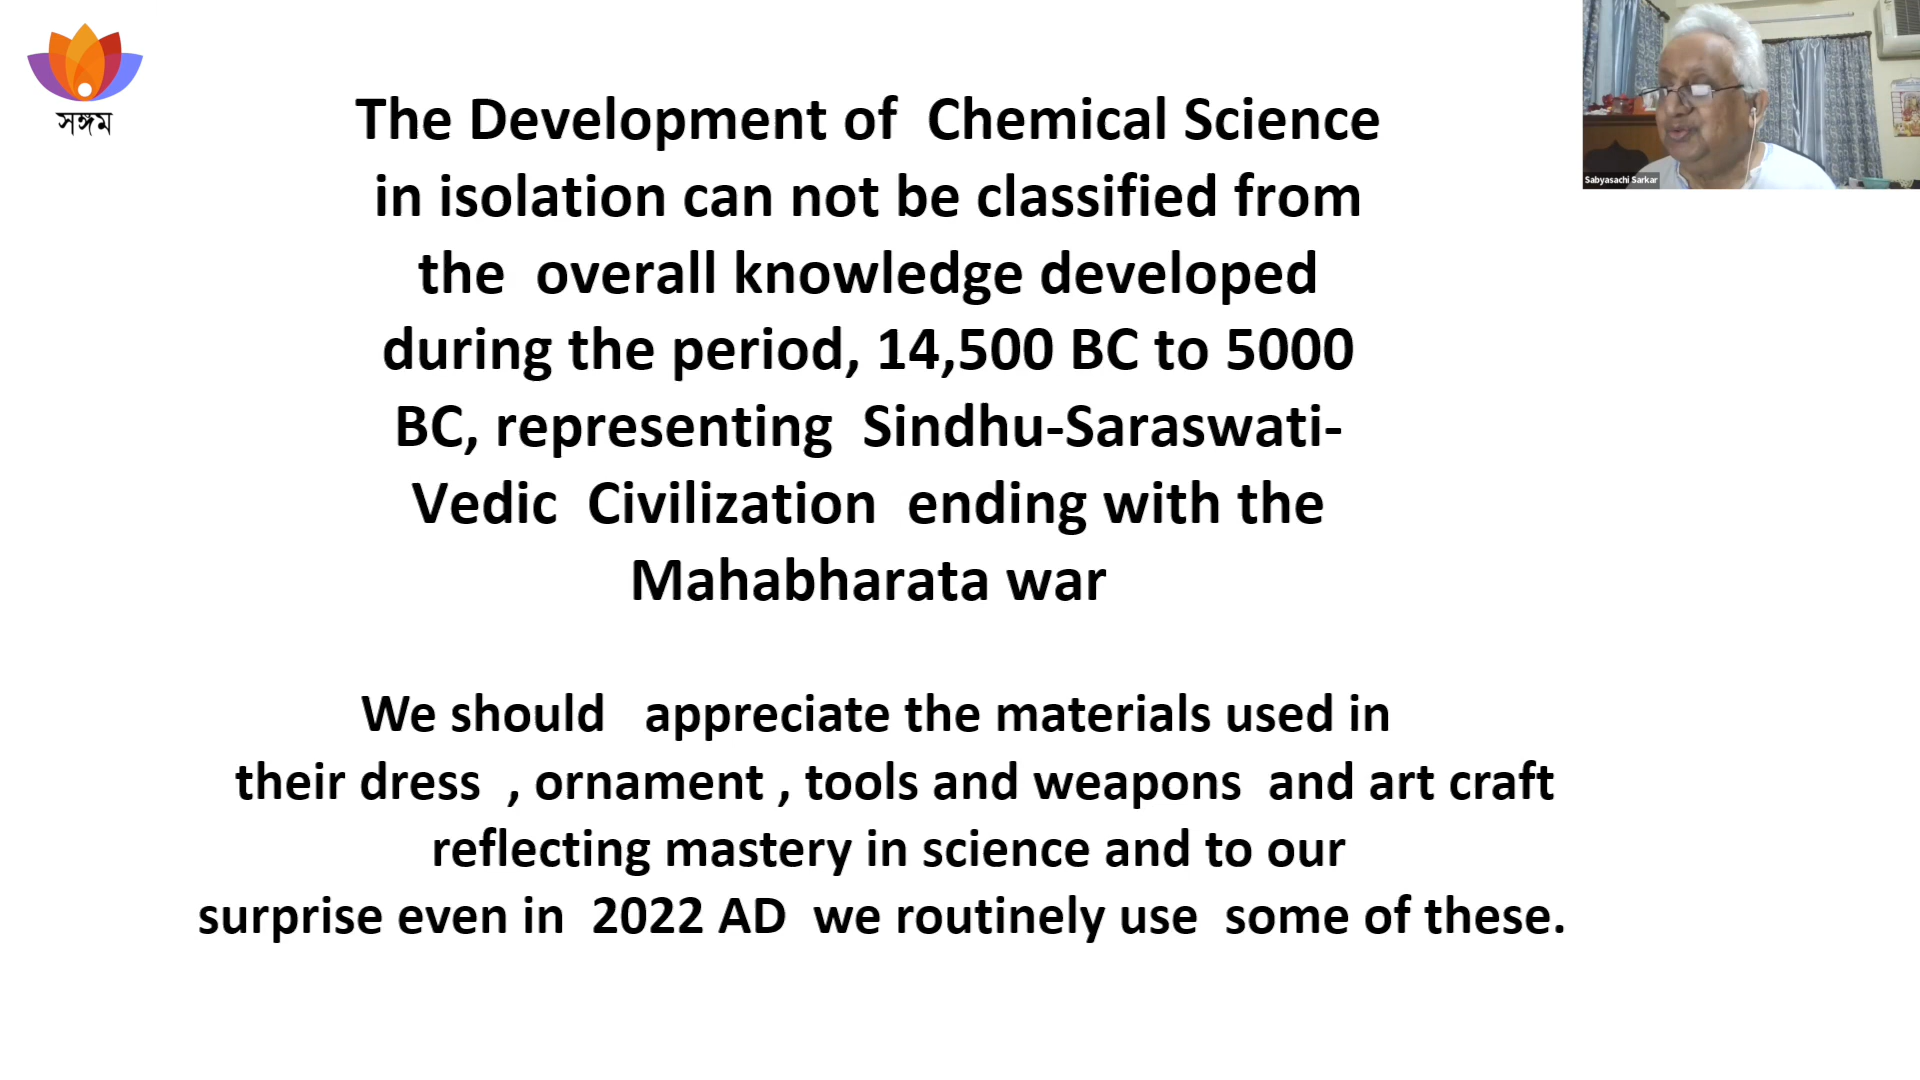 সঙ্গম
The Development of Chemical Science
in isolation can not be classified from
the overall knowledge developed
during the period, 14,500 BC to 5000
BC, representing Sindhu-Saraswati-
Vedic Civilization ending with the
Mahabharata war
We should appreciate the materials used in
their dress , ornament , tools and weapons and art craft
reflecting mastery in science and to our
surprise even in 2022 AD we routinely use some of these.
Sabyasachi Sarkar